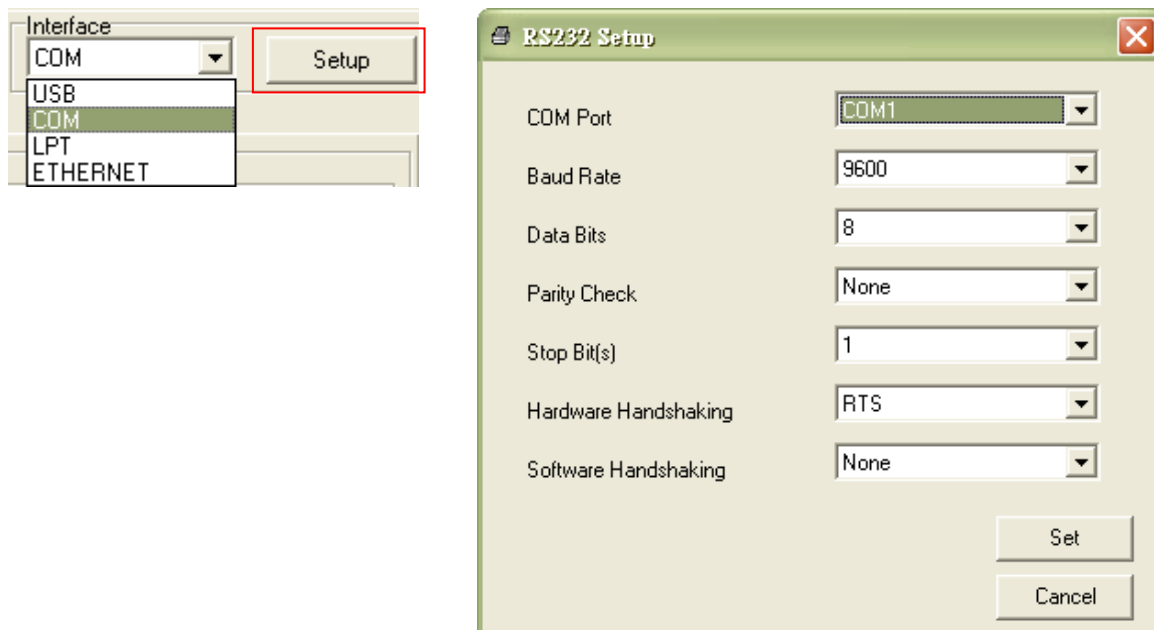 Interface
COM
Setup
USB
COM
LPT
ETHERNET
RS232 Setup
COM Port COM1
Baud Rate 9600
Data Bits 8
Parity Check None
Stop Bit(s) 1
Hardware Handshaking RTS
Software Handshaking None
Set
Cancel